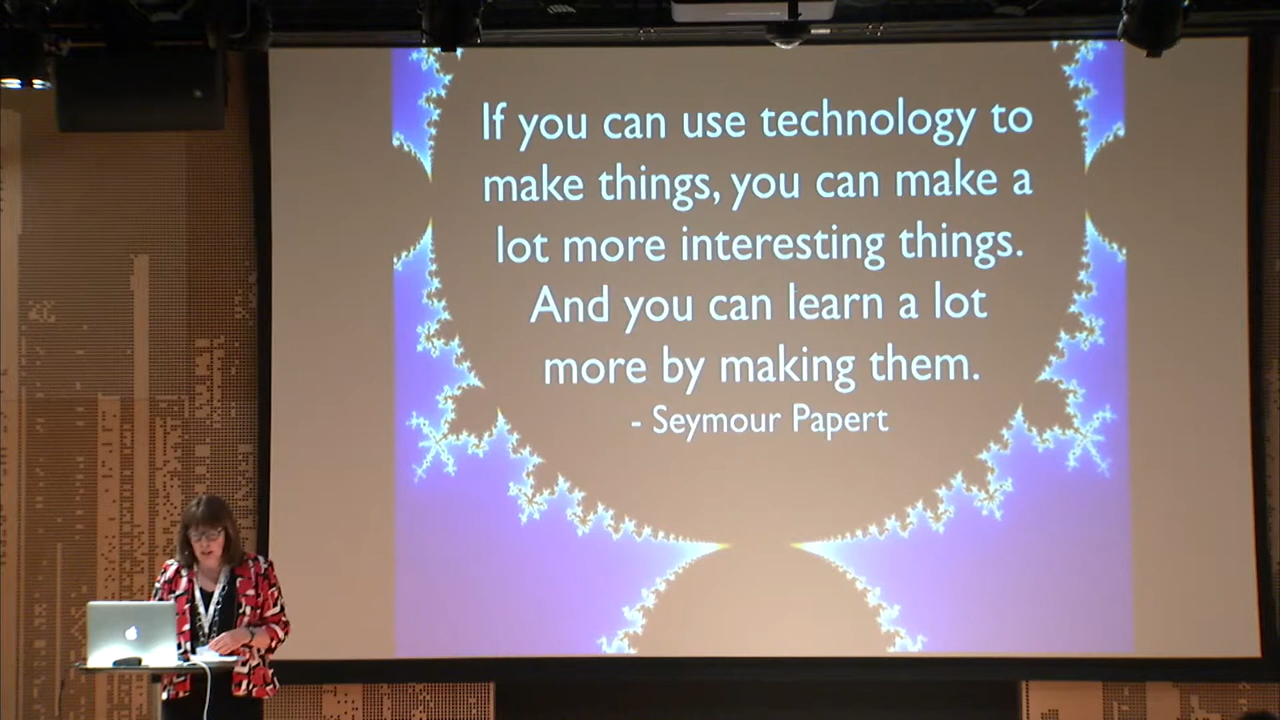 If you can use technology to
make things, you can make a
lot more interesting things.
And you can learn a lot
more by making them.
- Seymour Papert